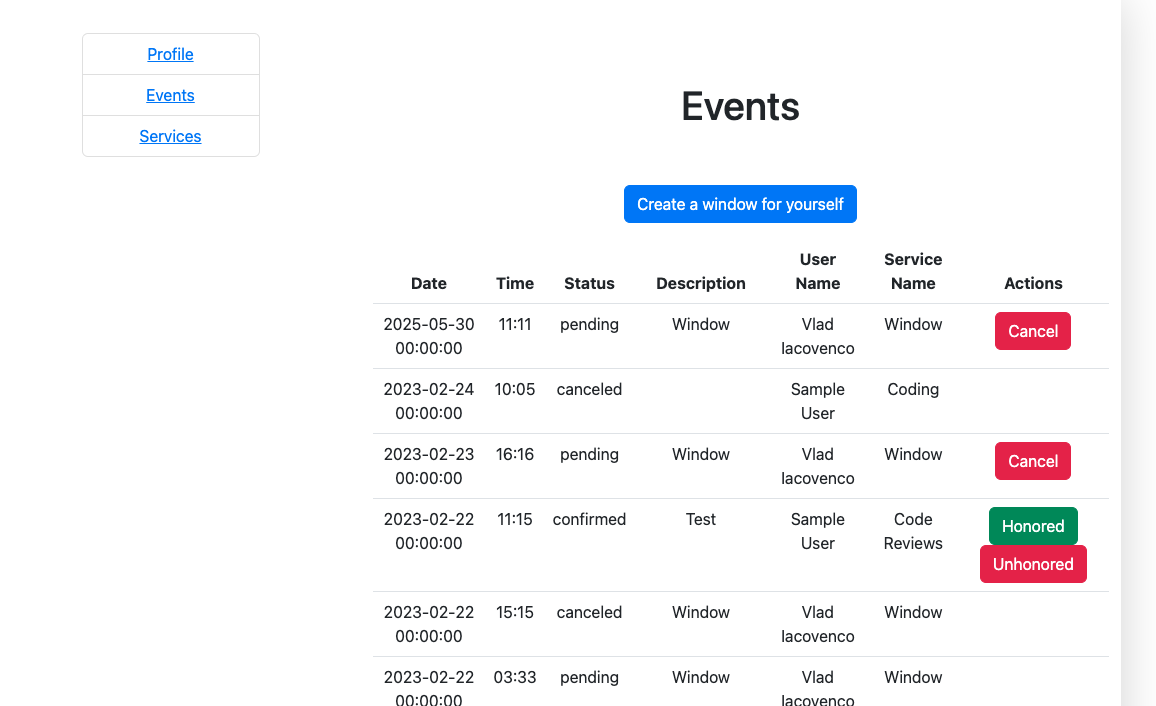 Profile
Events
Services
Events
Create a window for yourself
Date Time Status Description User Name Service Name Actions
2025-05-30 00:00:00 11:11 pending Window Vlad Iacovenco Window Cancel
2023-02-24 00:00:00 10:05 canceled Sample User Coding
2023-02-23 00:00:00 16:16 pending Window Vlad Iacovenco Window Cancel
2023-02-22 00:00:00 11:15 confirmed Test Sample User Code Reviews Honored
Unhonored
2023-02-22 00:00:00 15:15 canceled Window Vlad Iacovenco Window
2023-02-22 00:00:00 03:33 pending Window Vlad Iacovenco Window